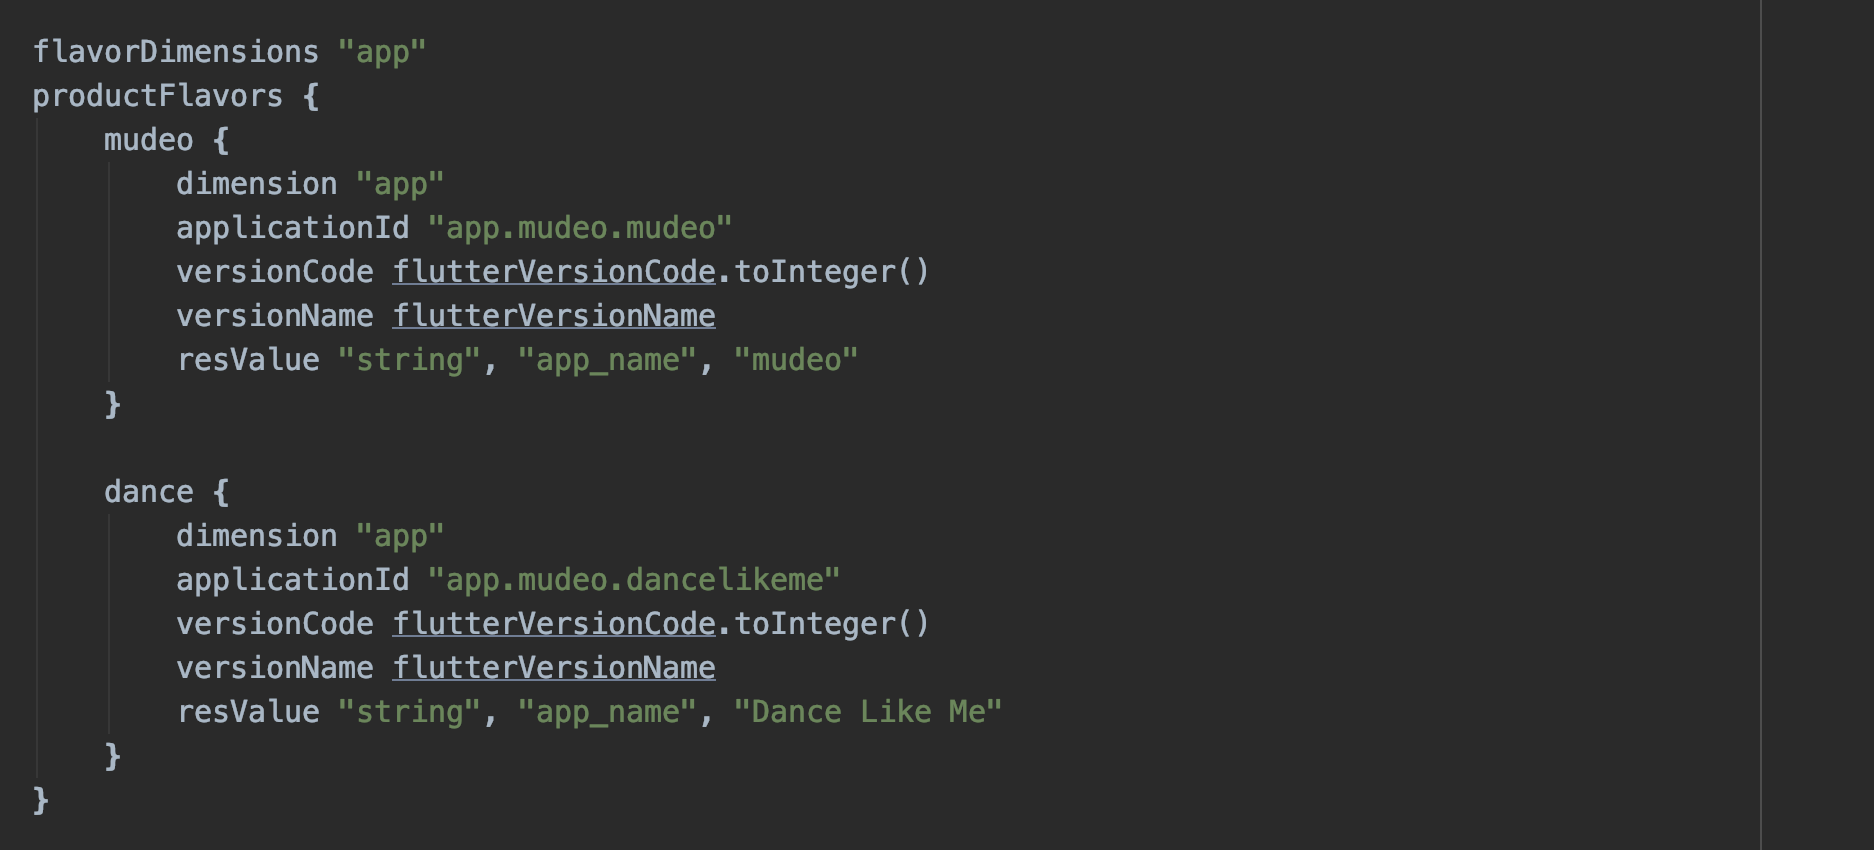 flavorDimensions "app"
productFlavors {
    mudeo {
        dimension "app"
        applicationId "app.mudeo.mudeo"
        versionCode flutterVersionCode.toInteger()
        versionName flutterVersionName
        resValue "string", "app_name", "mudeo"
    }

    dance {
        dimension "app"
        applicationId "app.mudeo.dancelikeme"
        versionCode flutterVersionCode.toInteger()
        versionName flutterVersionName
        resValue "string", "app_name", "Dance Like Me"
    }
}